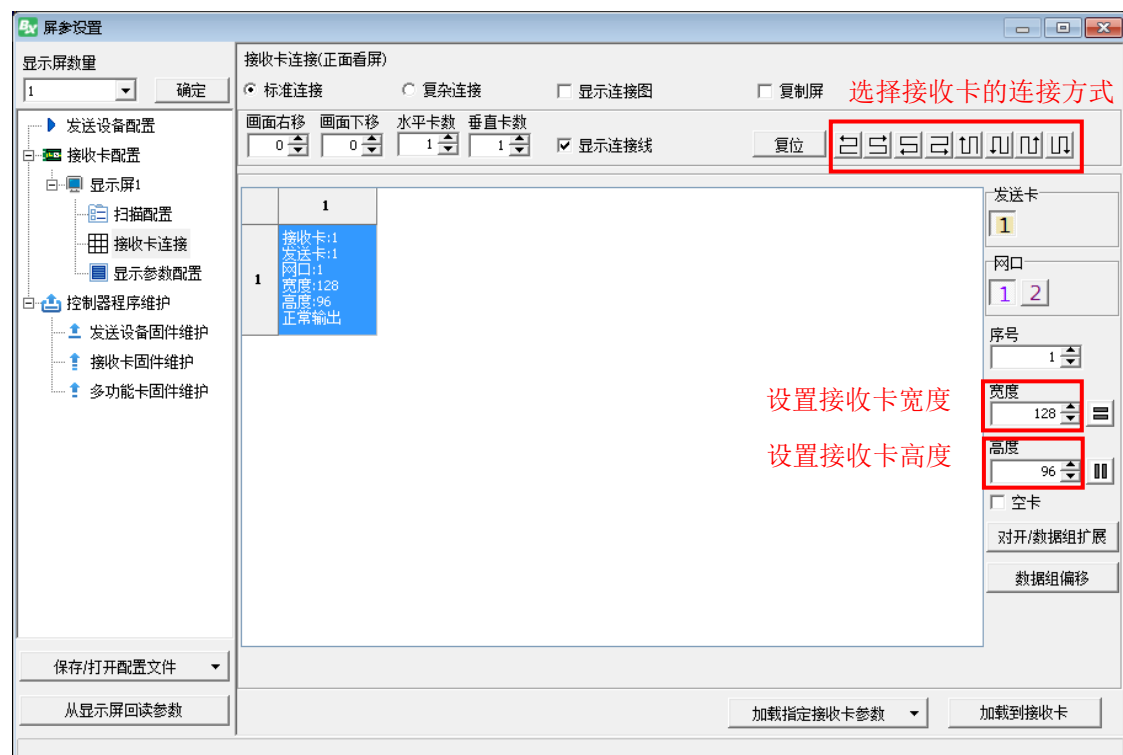 BX 屏参设置
显示屏数量
1
确定
发送设备配置
接收卡配置
显示屏1
扫描配置
接收卡连接
显示参数配置
控制器程序维护
发送设备固件维护
接收卡固件维护
多功能卡固件维护
保存/打开配置文件
从显示屏回读参数
接收卡连接(正面看屏)
标准连接 复杂连接 显示连接图 复制屏 选择接收卡的连接方式
画面右移 画面下移 水平卡数 垂直卡数
0 0 1 1 显示连接线 复位
1
1
接收卡:1
发送卡:1
网口:1
宽度:128
高度:96
正常输出
发送卡
1
网口
1 2
序号
1
设置接收卡宽度
宽度
128
设置接收卡高度
高度
96
空卡
对开/数据组扩展
数据组偏移
加载指定接收卡参数 加载到接收卡